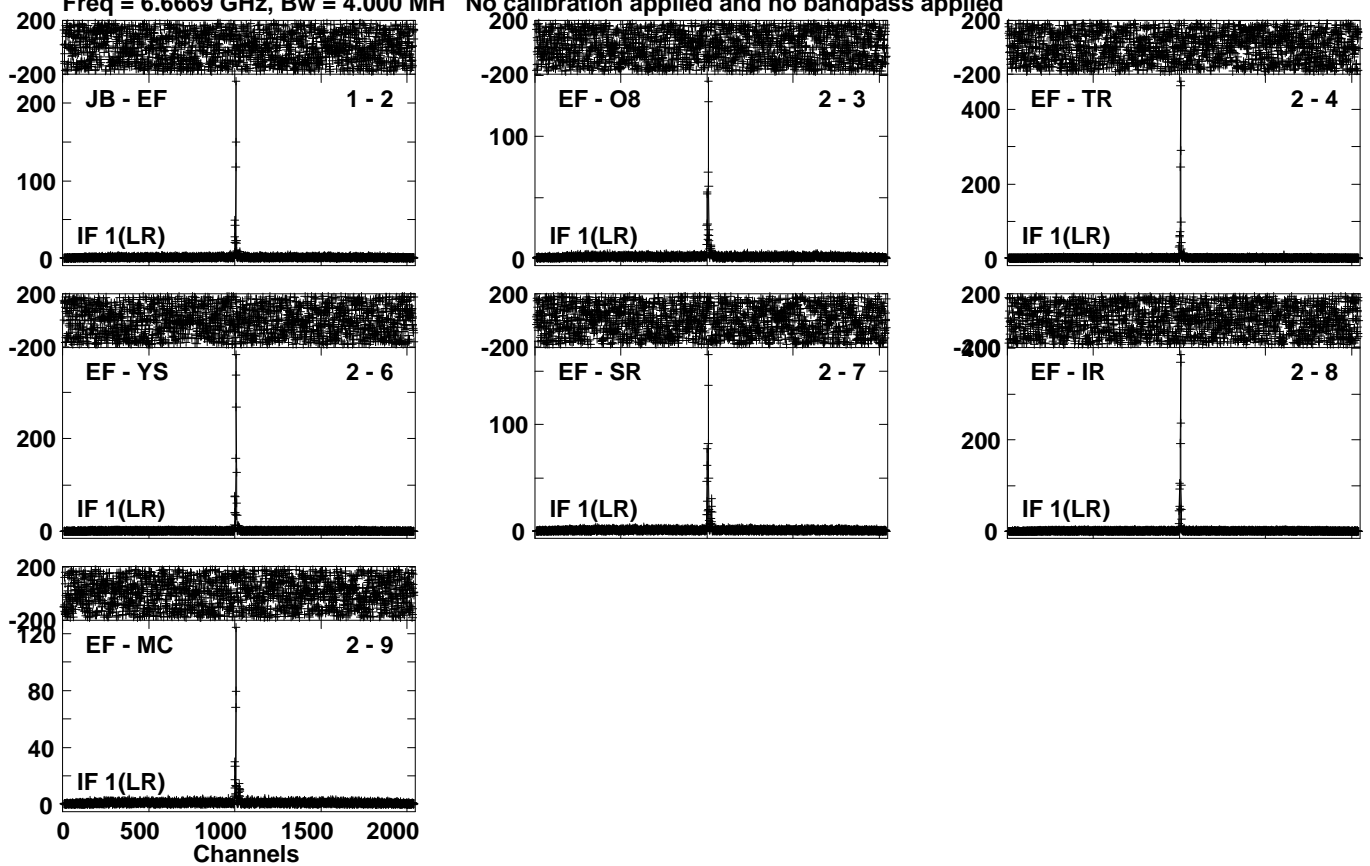 Freq = 6.6669 GHz, Bw = 4.000 MH No calibration applied and no bandpass applied
200 200 200
-200 -200 -200
JB - EF 1 - 2 EF - O8 2 - 3 EF - TR 2 - 4
200 100 400
100 200
IF 1(LR) IF 1(LR) IF 1(LR)
0 0 0
200 200 200
-200 -200 -200
400
EF - YS 2 - 6 EF - SR 2 - 7 EF - IR 2 - 8
200 100 200
IF 1(LR) IF 1(LR) IF 1(LR)
0 0 0
200
-200
120
EF - MC 2 - 9
80
40
IF 1(LR)
0
0 500 1000 1500 2000
Channels